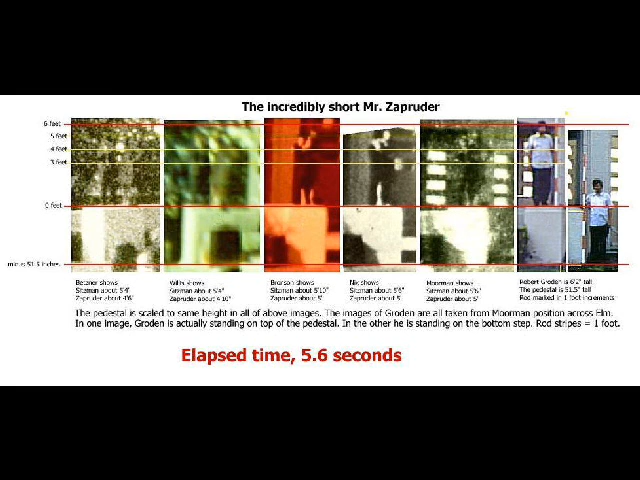 The incredibly short Mr. Zapruder
6 feet
5 feet
4 feet
3 feet
0 feet
minus 51.5 inches.
Betzner shows
Sitzman about 5'4"
Zapruder about 4'6"
Willis shows
Sitzman about 5'4"
Zapruder about 4'10"
Bronson shows
Sitzman about 5'10"
Zapruder about 5'
Nix shows
Sitzman about 5'6"
Zapruder about 5'
Moorman shows
Sitzman about 5'6"
Zapruder about 5'
Robert Groden is 6'2" tall
The pedestal is 51.5" tall
Rod marked in 1 foot increments
The pedestal is scaled to same height in all of above images. The images of Groden are all taken from Moorman position across Elm.
In one image, Groden is actually standing on top of the pedestal. In the other he is standing on the bottom step. Rod stripes = 1 foot.
Elapsed time, 5.6 seconds